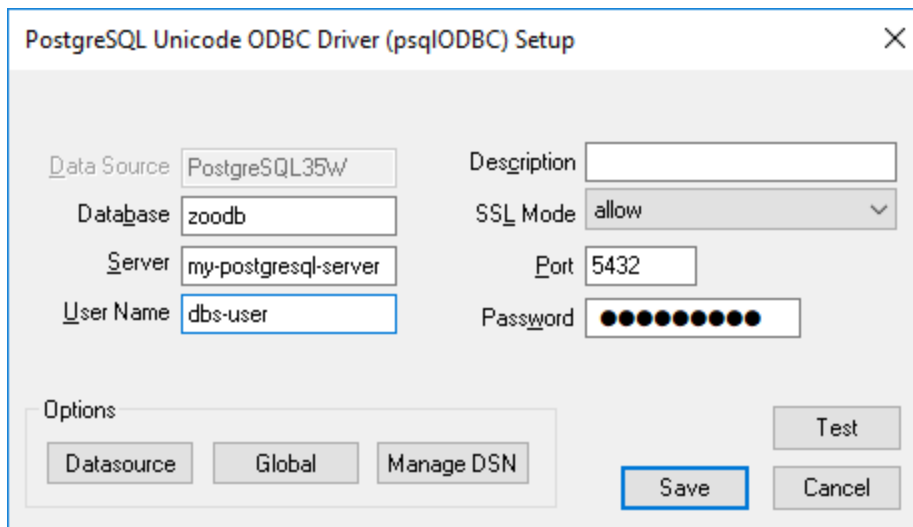 PostgreSQL Unicode ODBC Driver (psqlODBC) Setup
Data Source PostgreSQL35W
Database zoodb
Server my-postgresql-server
User Name dbs-user
Description
SSL Mode allow
Port 5432
Password ●●●●●●●●●
Options
Datasource Global Manage DSN
Test
Save Cancel